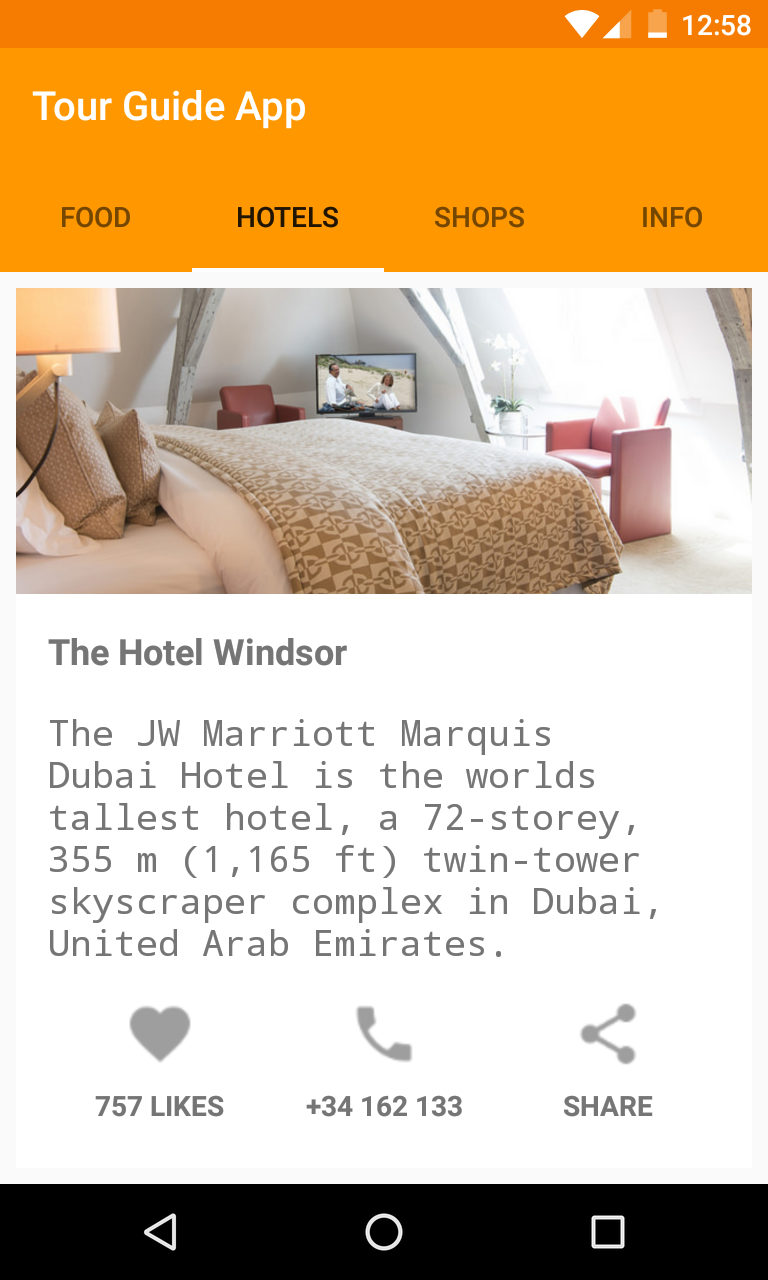 12:58
Tour Guide App
FOOD HOTELS SHOPS INFO
The Hotel Windsor
The JW Marriott Marquis
Dubai Hotel is the worlds
tallest hotel, a 72-storey,
355 m (1,165 ft) twin-tower
skyscraper complex in Dubai,
United Arab Emirates.
757 LIKES +34 162 133 SHARE